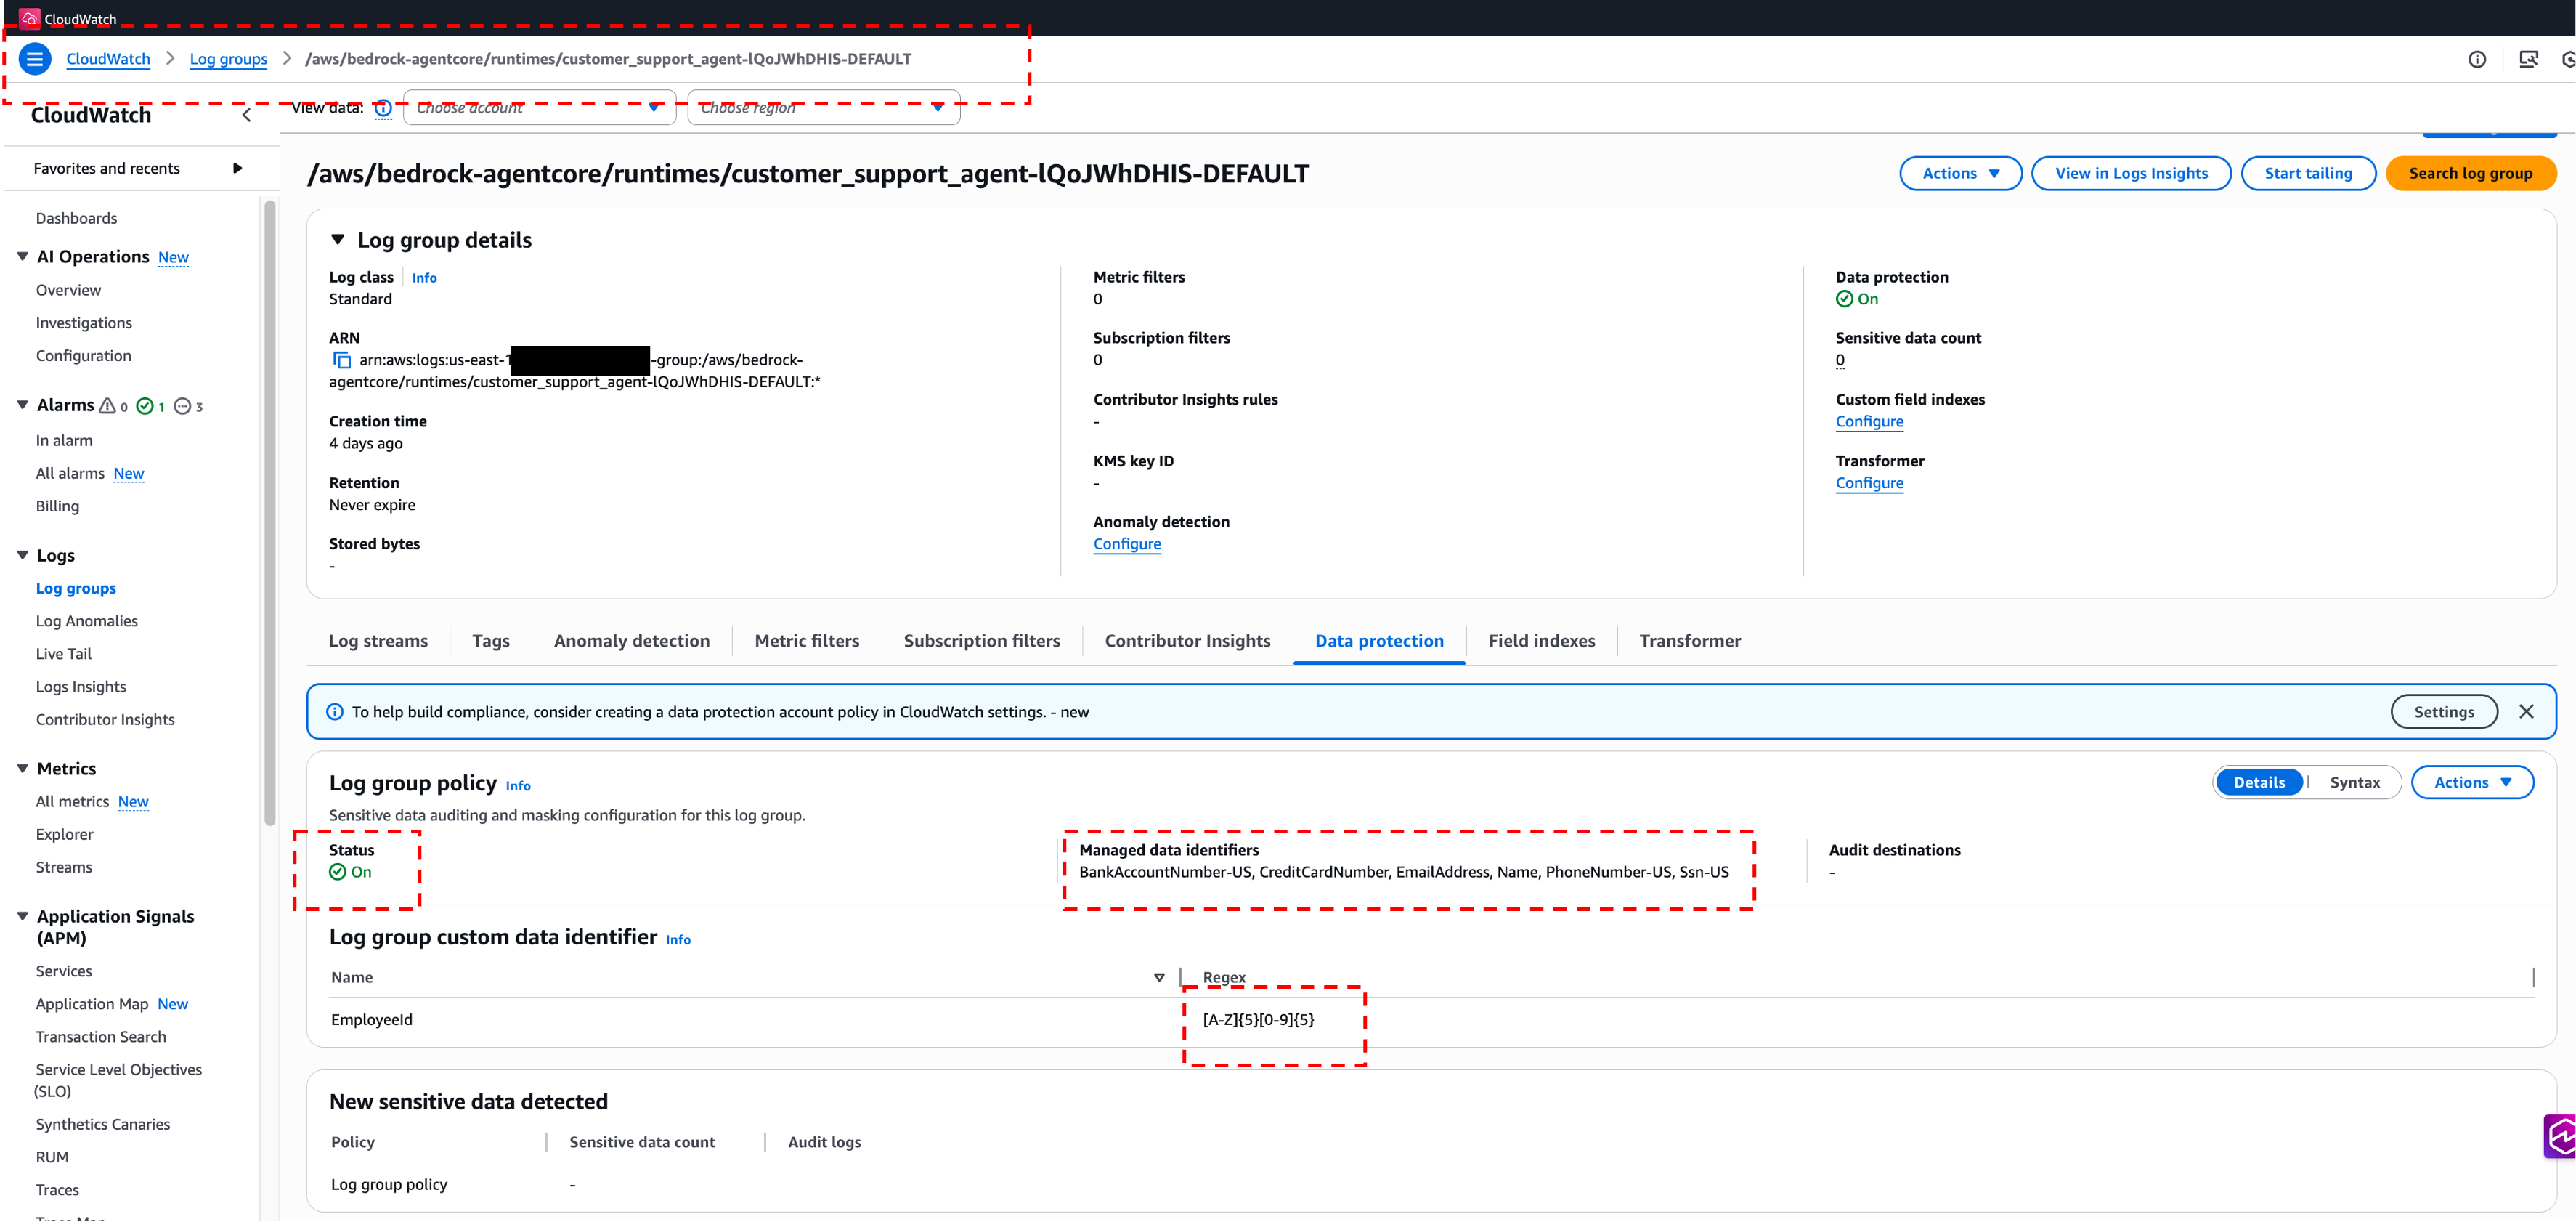 CloudWatch
CloudWatch > Log groups > /aws/bedrock-agentcore/runtimes/customer_support_agent-lQoJWhDHIS-DEFAULT
View data: Choose account Choose region
CloudWatch
Favorites and recents
Dashboards
AI Operations New
Overview
Investigations
Configuration
Alarms 0 1 3
In alarm
All alarms New
Billing
Logs
Log groups
Log Anomalies
Live Tail
Logs Insights
Contributor Insights
Metrics
All metrics New
Explorer
Streams
Application Signals
(APM)
Services
Application Map New
Transaction Search
Service Level Objectives
(SLO)
Synthetics Canaries
RUM
Traces
/aws/bedrock-agentcore/runtimes/customer_support_agent-lQoJWhDHIS-DEFAULT
Actions View in Logs Insights Start tailing Search log group
Log group details
Log class Info
Standard
ARN
arn:aws:logs:us-east-1 -group:/aws/bedrock-
agentcore/runtimes/customer_support_agent-lQoJWhDHIS-DEFAULT:*
Creation time
4 days ago
Retention
Never expire
Stored bytes
-
Metric filters
0
Subscription filters
0
Contributor Insights rules
-
KMS key ID
-
Anomaly detection
Configure
Data protection
On
Sensitive data count
0
Custom field indexes
Configure
Transformer
Configure
Log streams Tags Anomaly detection Metric filters Subscription filters Contributor Insights Data protection Field indexes Transformer
To help build compliance, consider creating a data protection account policy in CloudWatch settings. - new Settings
Log group policy Info Details Syntax Actions
Sensitive data auditing and masking configuration for this log group.
Status
On
Managed data identifiers
BankAccountNumber-US, CreditCardNumber, EmailAddress, Name, PhoneNumber-US, Ssn-US
Audit destinations
-
Log group custom data identifier Info
Name Regex
EmployeeId [A-Z]{5}[0-9]{5}
New sensitive data detected
Policy Sensitive data count Audit logs
Log group policy -